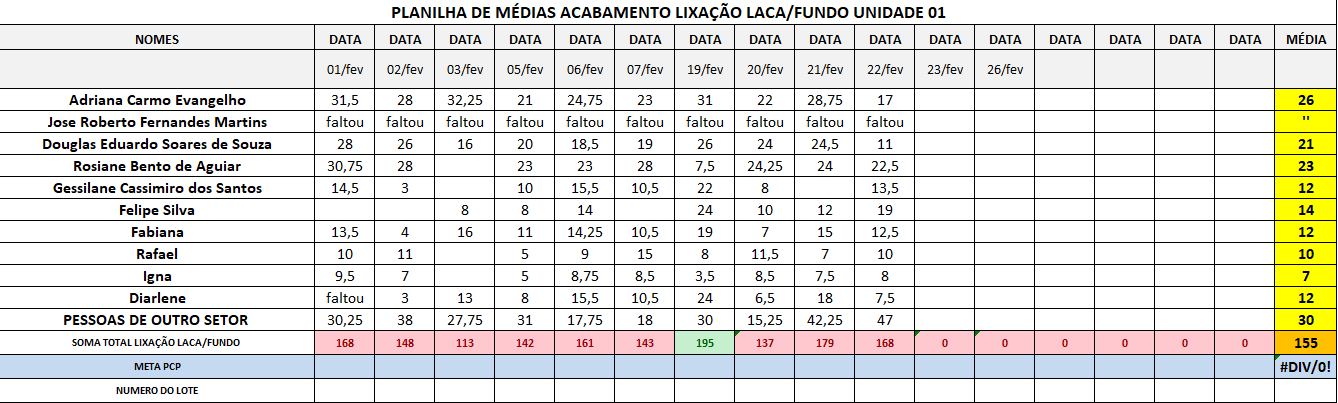 PLANILHA DE MÉDIAS ACABAMENTO LIXAÇÃO LACA/FUNDO UNIDADE 01
NOMES DATA DATA DATA DATA DATA DATA DATA DATA DATA DATA DATA DATA DATA DATA DATA DATA MÉDIA
01/fev 02/fev 03/fev 05/fev 06/fev 07/fev 19/fev 20/fev 21/fev 22/fev 23/fev 26/fev
Adriana Carmo Evangelho 31,5 28 32,25 21 24,75 23 31 22 28,75 17 26
Jose Roberto Fernandes Martins faltou faltou faltou faltou faltou faltou faltou faltou faltou faltou "
Douglas Eduardo Soares de Souza 28 26 16 20 18,5 19 26 24 24,5 11 21
Rosiane Bento de Aguiar 30,75 28 23 23 28 7,5 24,25 24 22,5 23
Gessilane Cassimiro dos Santos 14,5 3 10 15,5 10,5 22 8 13,5 12
Felipe Silva 8 8 14 24 10 12 19 14
Fabiana 13,5 4 16 11 14,25 10,5 19 7 15 12,5 12
Rafael 10 11 5 9 15 8 11,5 7 10 10
Igna 9,5 7 5 8,75 8,5 3,5 8,5 7,5 8 7
Diarlene faltou 3 13 8 15,5 10,5 24 6,5 18 7,5 12
PESSOAS DE OUTRO SETOR 30,25 38 27,75 31 17,75 18 30 15,25 42,25 47 30
SOMA TOTAL LIXAÇÃO LACA/FUNDO 168 148 113 142 161 143 195 137 179 168 0 0 0 0 0 0 155
META PCP #DIV/0!
NUMERO DO LOTE